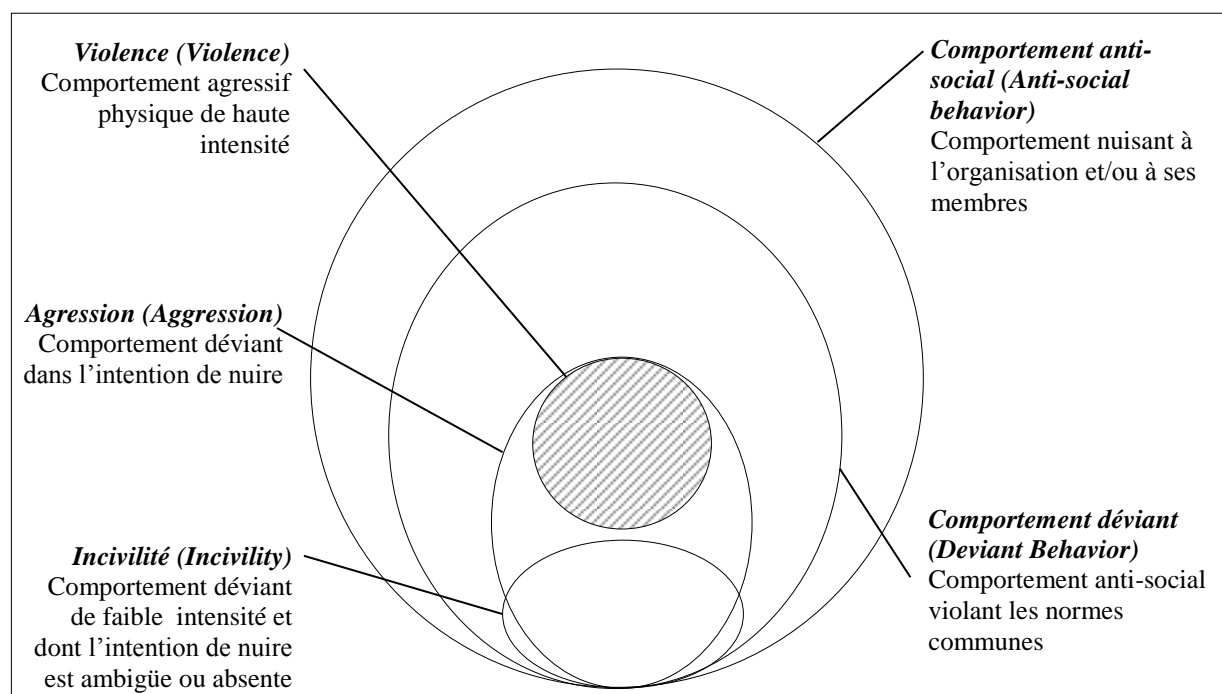 Violence (Violence)
Comportement agressif
physique de haute
intensité
Agression (Aggression)
Comportement déviant
dans l’intention de nuire
Incivilité (Incivility)
Comportement déviant
de faible intensité et
dont l’intention de nuire
est ambigüe ou absente
Comportement anti-
social (Anti-social
behavior)
Comportement nuisant à
l’organisation et/ou à ses
membres
Comportement déviant
(Deviant Behavior)
Comportement anti-social
violant les normes
communes